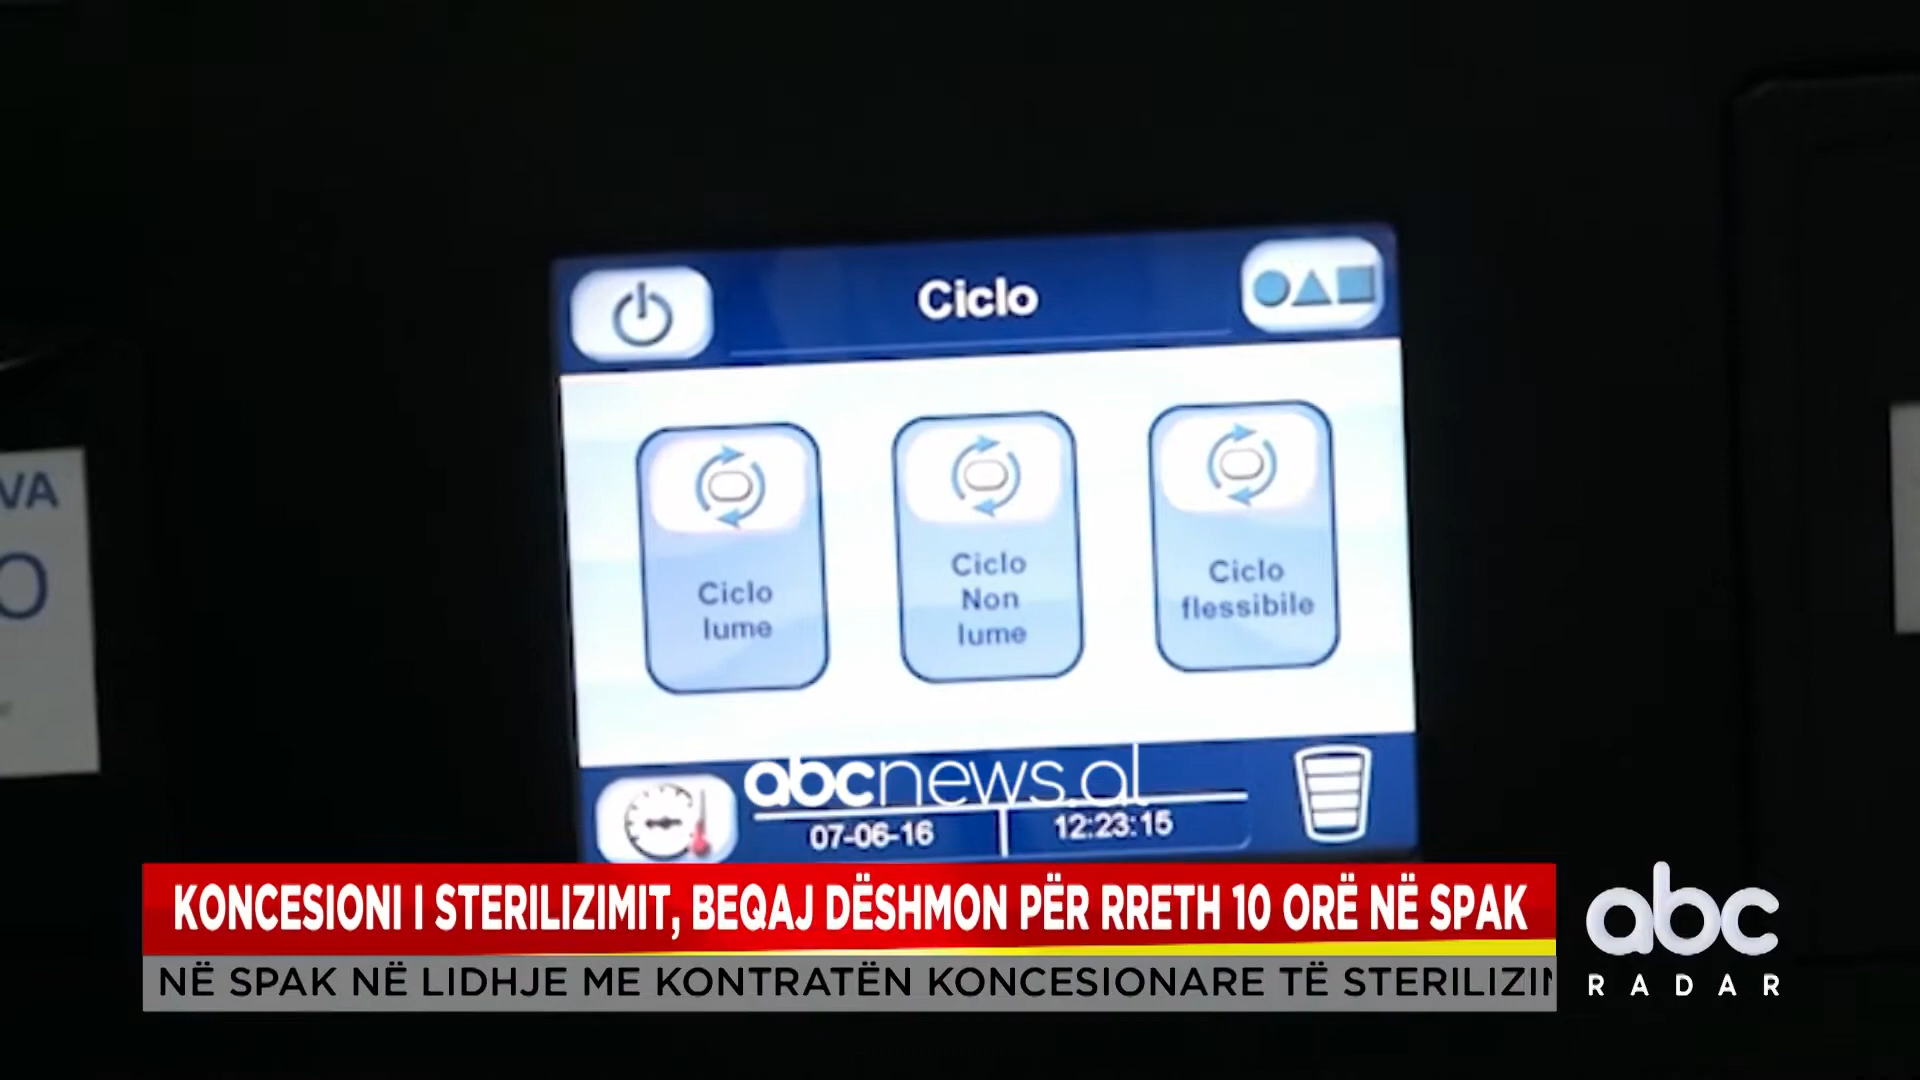 Ciclo
VA
O
Ciclo
lume
Ciclo
Non
lume
Ciclo
flessibile
abcnews.al
07-06-16
12:23:15
KONCESIONI I STERILIZIMIT, BEQAJ DËSHMON PËR RRETH 10 ORË NË SPAK
NË SPAK NË LIDHJE ME KONTRATËN KONCESIONARE TË
abc
RADAR